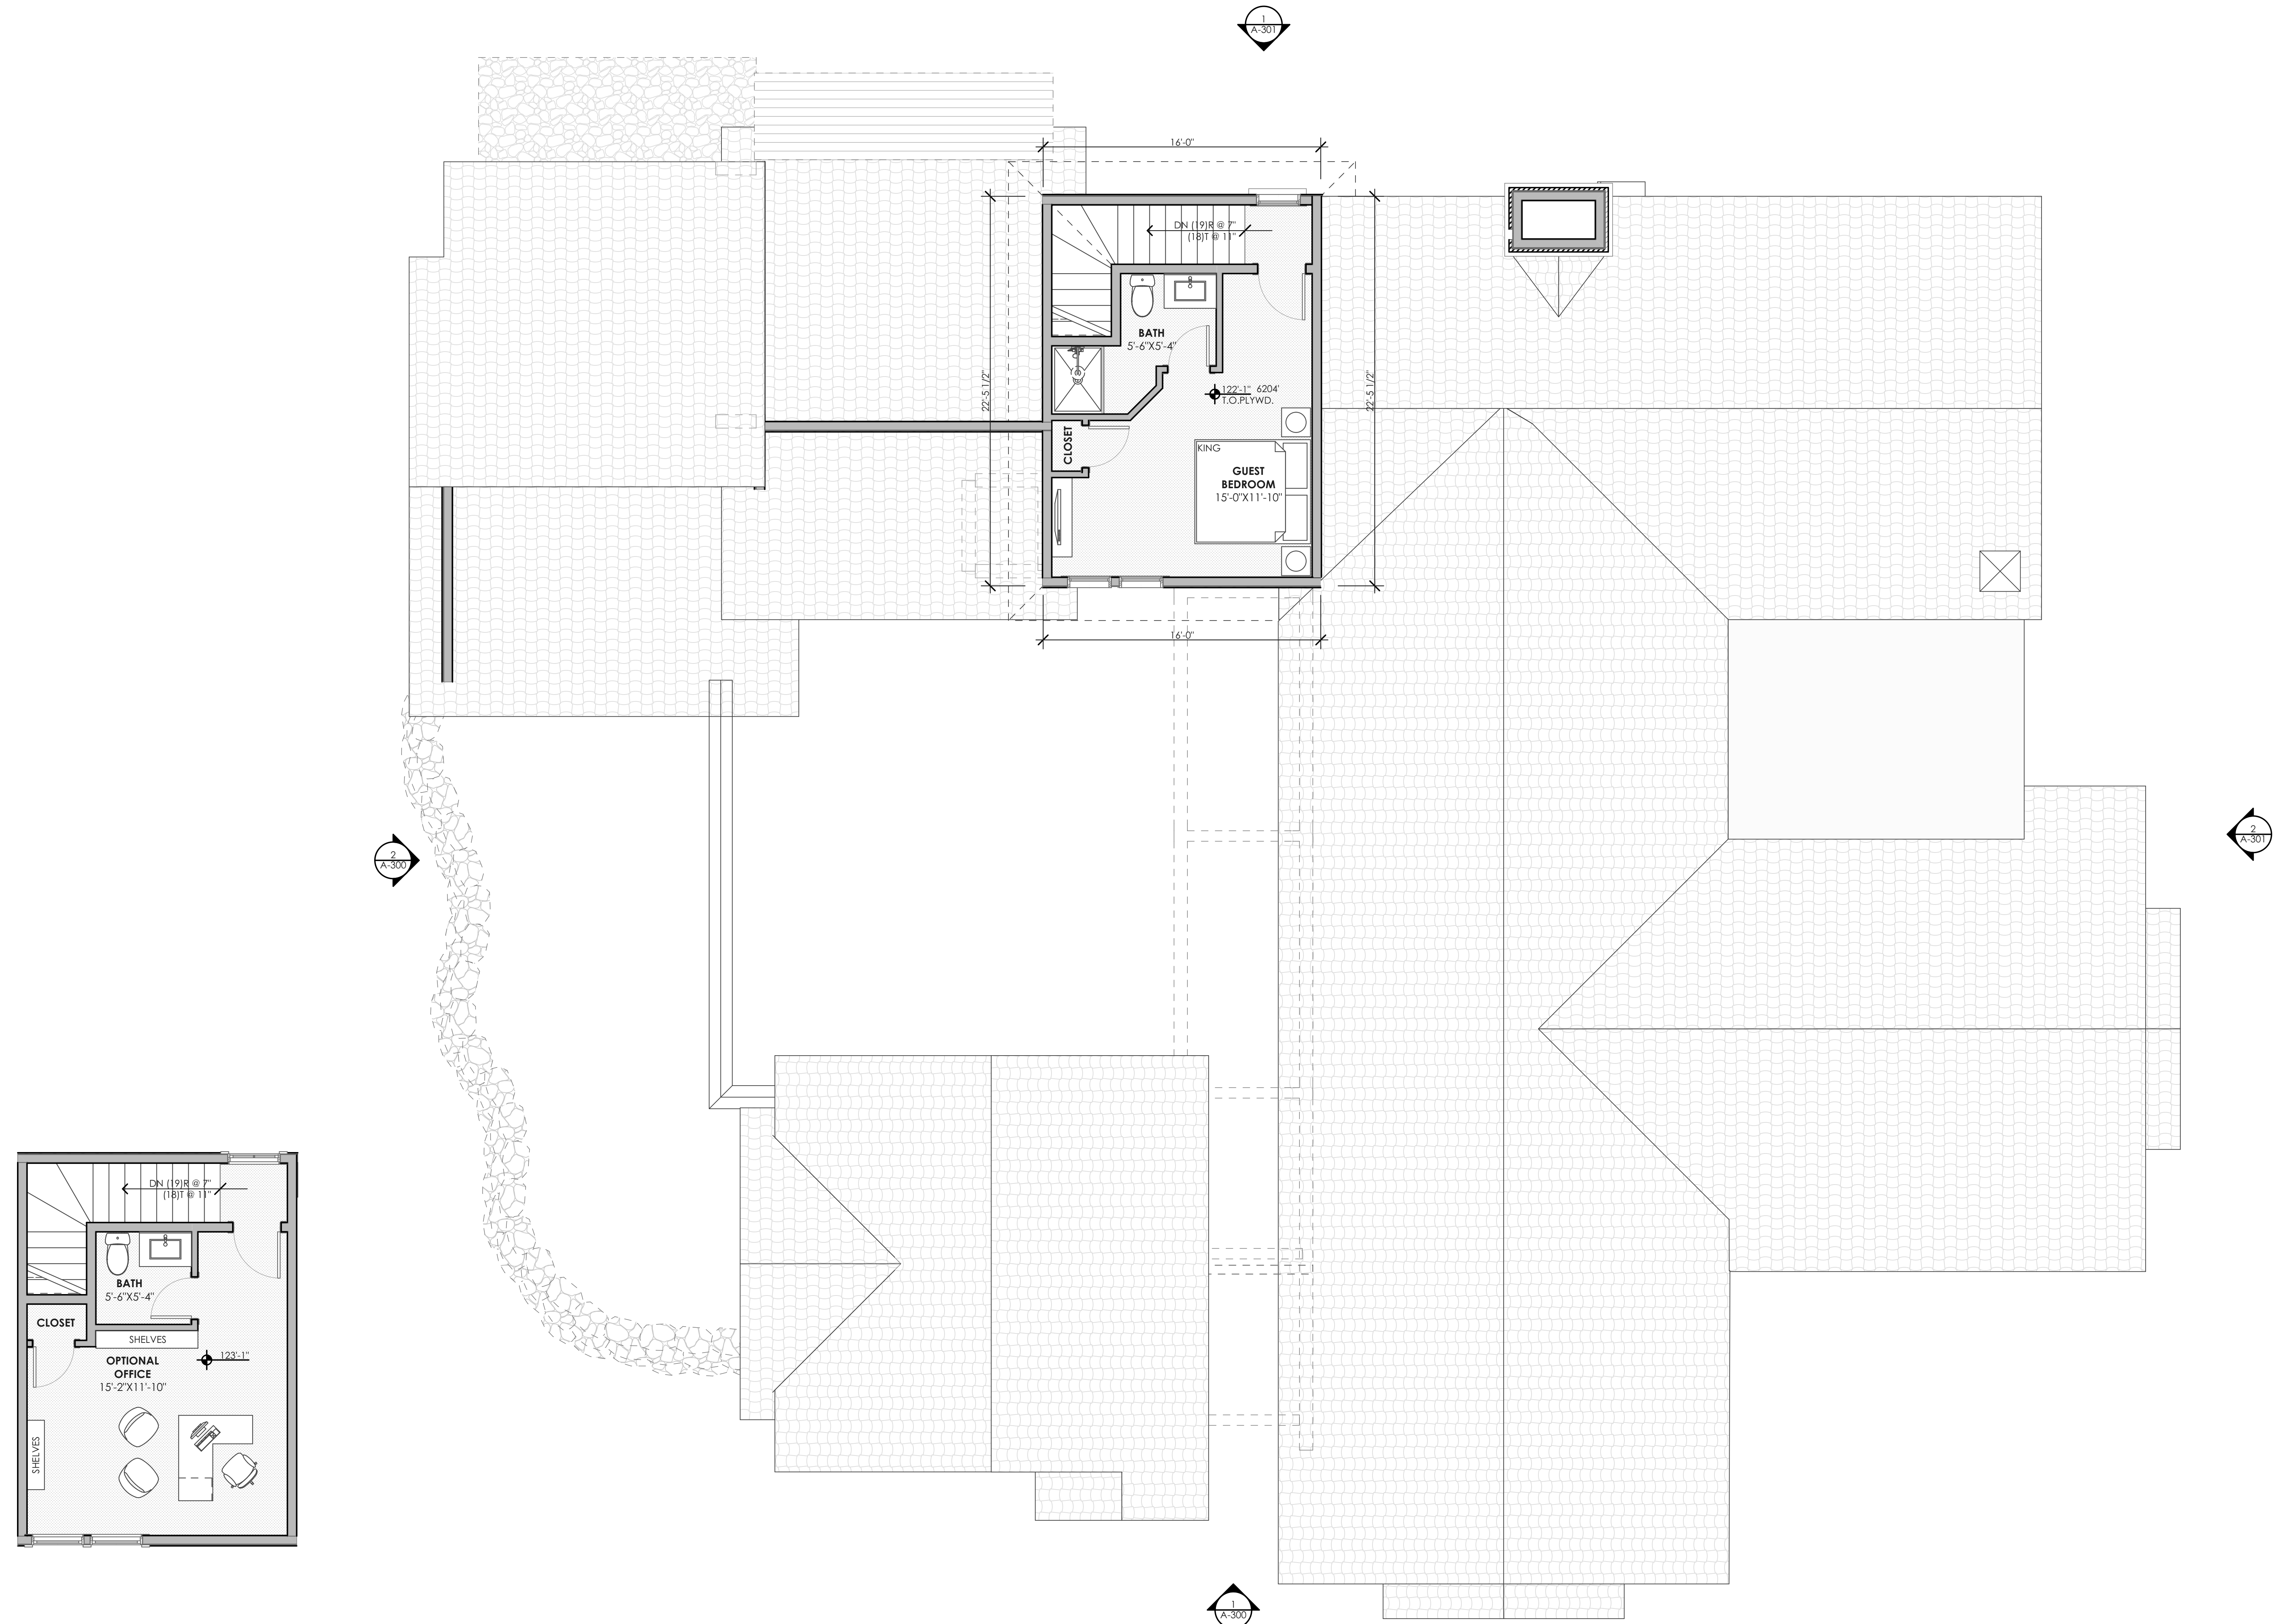 1
A-301
16'-0"
DN (19)R @ 7"
(18)T @ 11"
BATH
5'-6"X5'-4"
22'-5 1/2"
22'-5 1/2"
122'-1" 6204'
T.O.PLYWD.
CLOSET
KING
GUEST
BEDROOM
15'-0"X11'-10"
16'-0"
2
A-300
2
A-301
DN (19)R @ 7"
(18)T @ 11"
BATH
5'-6"X5'-4"
CLOSET
SHELVES
123'-1"
OPTIONAL
OFFICE
15'-2"X11'-10"
SHELVES
1
A-300